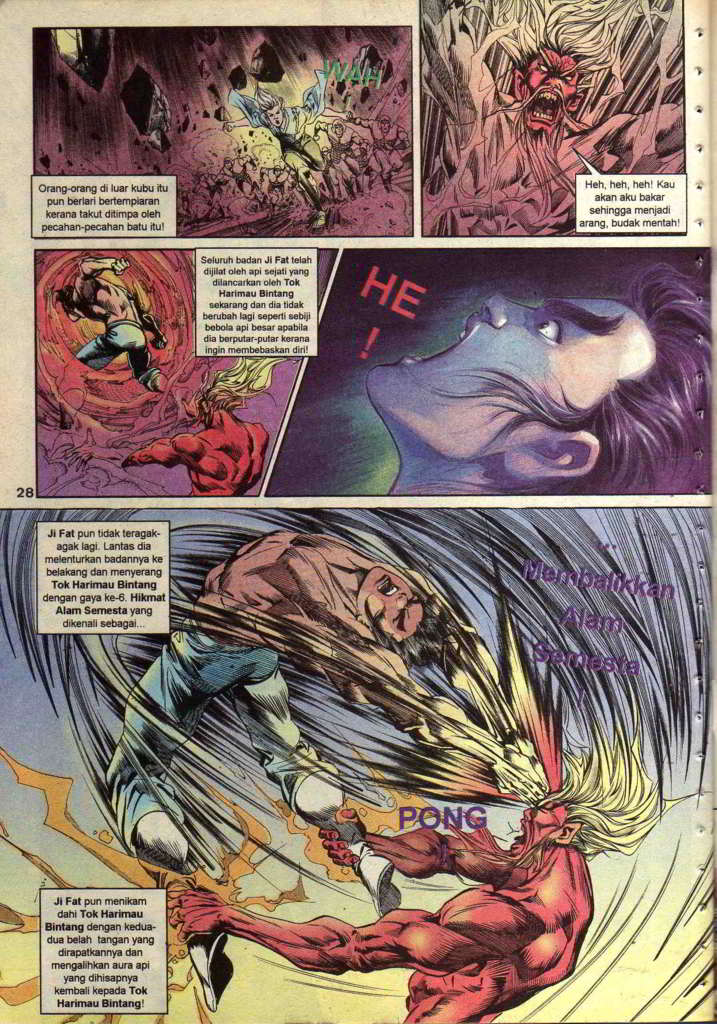 WAH
Orang-orang di luar kubu itu
pun berlari bertempiaran
kerana takut ditimpa oleh
pecahan-pecahan batu itu!
Heh, heh, heh! Kau
akan aku bakar
sehingga menjadi
arang, budak mentah!
Seluruh badan Ji Fat telah
dijilat oleh api sejati yang
dilancarkan oleh Tok
Harimau Bintang
sekarang dan dia tidak
berubah lagi seperti sebiji
bebola api besar apabila
dia berputar-putar kerana
ingin membebaskan diri!
HE
!
28
Ji Fat pun tidak teragak-
agak lagi. Lantas dia
melenturkan badannya ke
belakang dan menyerang
Tok Harimau Bintang
dengan gaya ke-6. Hikmat
Alam Semesta yang
dikenali sebagai...
...
Membalikkan
Alam
Semesta
!
PONG
!
Ji Fat pun menikam
dahi Tok Harimau
Bintang dengan kedua-
dua belah tangan yang
dirapatkannya dan
mengalihkan aura api
yang dihisapnya
kembali kepada Tok
Harimau Bintang!